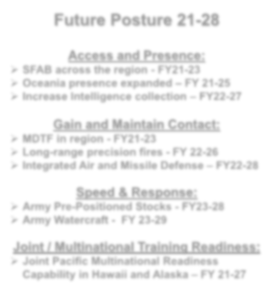 Future Posture 21-28
Access and Presence:
➢ SFAB across the region - FY21-23
➢ Oceania presence expanded – FY 21-25
➢ Increase Intelligence collection – FY22-27
Gain and Maintain Contact:
➢ MDTF in region - FY21-23
➢ Long-range precision fires - FY 22-26
➢ Integrated Air and Missile Defense – FY22-28
Speed & Response:
➢ Army Pre-Positioned Stocks - FY23-28
➢ Army Watercraft - FY 23-29
Joint / Multinational Training Readiness:
➢ Joint Pacific Multinational Readiness
Capability in Hawaii and Alaska – FY 21-27